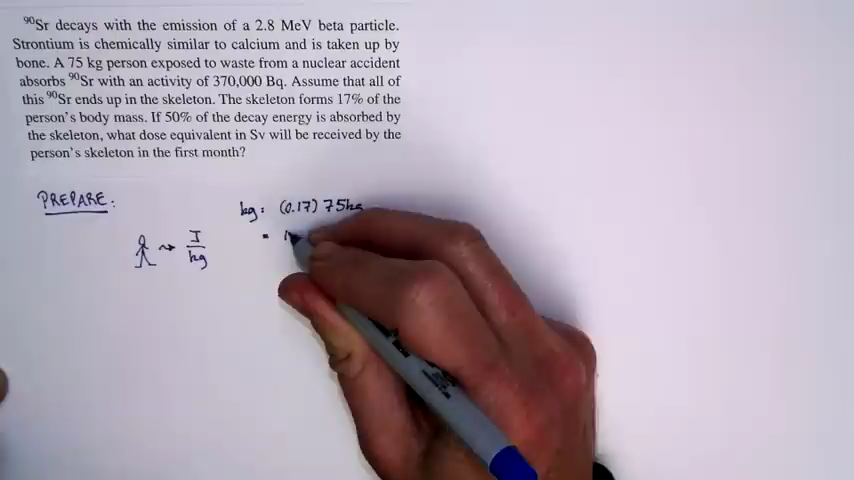 ⁹⁰Sr decays with the emission of a 2.8 MeV beta particle.
Strontium is chemically similar to calcium and is taken up by
bone. A 75 kg person exposed to waste from a nuclear accident
absorbs ⁹⁰Sr with an activity of 370,000 Bq. Assume that all of
this ⁹⁰Sr ends up in the skeleton. The skeleton forms 17% of the
person's body mass. If 50% of the decay energy is absorbed by
the skeleton, what dose equivalent in Sv will be received by the
person's skeleton in the first month?
PREPARE:
kg: (0.17) 75kg
J
kg
=